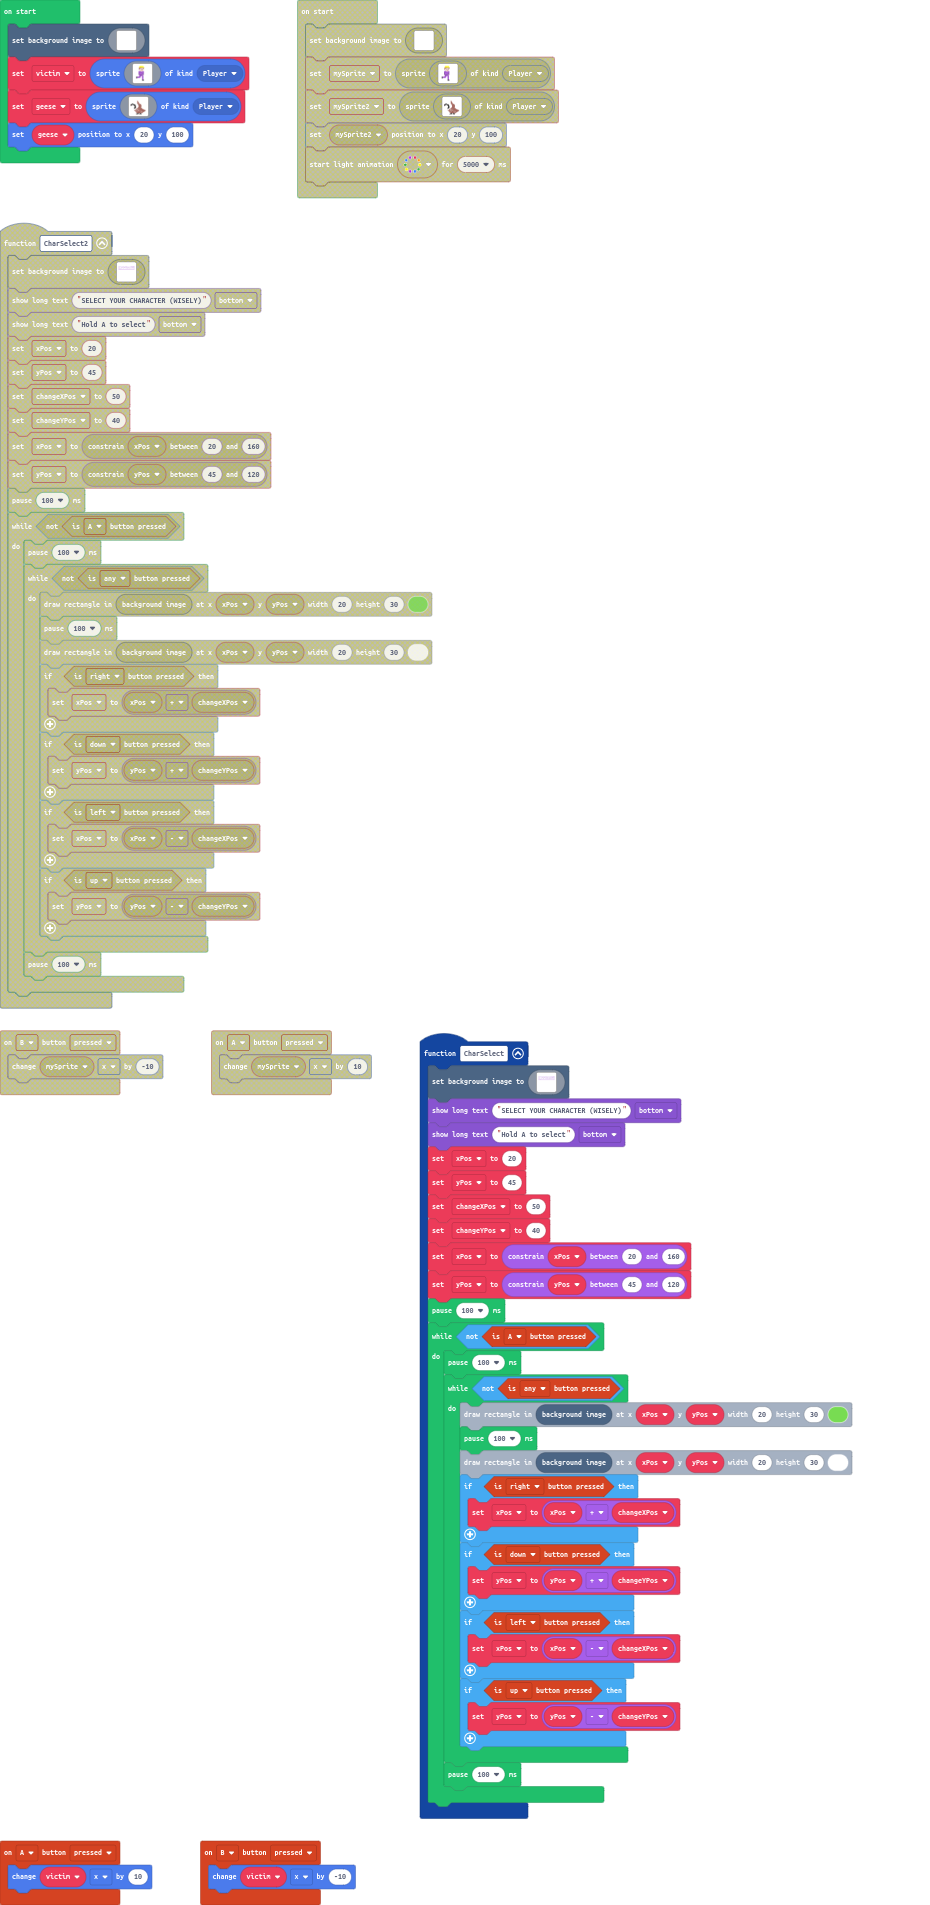 on start
set background image to
set victim to sprite of kind Player
set geese to sprite of kind Player
set geese position to x 20 y 100
on start
set background image to
set mySprite to sprite of kind Player
set mySprite2 to sprite of kind Player
set mySprite2 position to x 20 y 100
start light animation for 5000 ms
function CharSelect2
set background image to
show long text "SELECT YOUR CHARACTER (WISELY)" bottom
show long text "Hold A to select" bottom
set xPos to 20
set yPos to 45
set changeXPos to 50
set changeYPos to 40
set xPos to constrain xPos between 20 and 160
set yPos to constrain yPos between 45 and 120
pause 100 ms
while not is A button pressed
do
pause 100 ms
while not is any button pressed
do
draw rectangle in background image at x xPos y yPos width 20 height 30
pause 100 ms
draw rectangle in background image at x xPos y yPos width 20 height 30
if is right button pressed then
set xPos to xPos + changeXPos
if is down button pressed then
set yPos to yPos + changeYPos
if is left button pressed then
set xPos to xPos - changeXPos
if is up button pressed then
set yPos to yPos - changeYPos
pause 100 ms
on B button pressed
change mySprite x by -10
on A button pressed
change mySprite x by 10
function CharSelect
set background image to
show long text "SELECT YOUR CHARACTER (WISELY)" bottom
show long text "Hold A to select" bottom
set xPos to 20
set yPos to 45
set changeXPos to 50
set changeYPos to 40
set xPos to constrain xPos between 20 and 160
set yPos to constrain yPos between 45 and 120
pause 100 ms
while not is A button pressed
do
pause 100 ms
while not is any button pressed
do
draw rectangle in background image at x xPos y yPos width 20 height 30
pause 100 ms
draw rectangle in background image at x xPos y yPos width 20 height 30
if is right button pressed then
set xPos to xPos + changeXPos
if is down button pressed then
set yPos to yPos + changeYPos
if is left button pressed then
set xPos to xPos - changeXPos
if is up button pressed then
set yPos to yPos - changeYPos
pause 100 ms
on A button pressed
change victim x by 10
on B button pressed
change victim x by -10